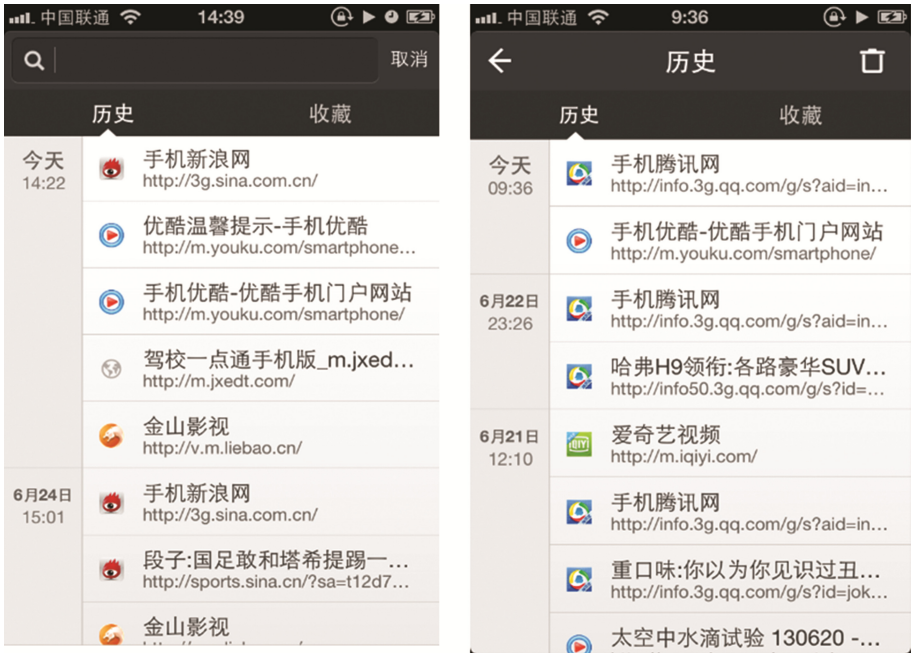 中国联通
14:39
取消
历史
收藏
今天
14:22
手机新浪网
http://3g.sina.com.cn/
优酷温馨提示-手机优酷
http://m.youku.com/smartphone...
手机优酷-优酷手机门户网站
http://m.youku.com/smartphone/
驾校一点通手机版_m.jxed...
http://m.jxedt.com/
金山影视
http://v.m.liebao.cn/
6月24日
15:01
手机新浪网
http://3g.sina.com.cn/
段子:国足敢和塔希提踢一...
http://sports.sina.cn/?sa=t12d7...
金山影视
中国联通
9:36
历史
历史
收藏
今天
09:36
手机腾讯网
http://info.3g.qq.com/g/s?aid=in...
手机优酷-优酷手机门户网站
http://m.youku.com/smartphone/
6月22日
23:26
手机腾讯网
http://info.3g.qq.com/g/s?aid=in...
哈弗H9领衔:各路豪华SUV...
http://info50.3g.qq.com/g/s?id=...
6月21日
12:10
QIYI
爱奇艺视频
http://m.iqiyi.com/
手机腾讯网
http://info.3g.qq.com/g/s?aid=in...
重口味:你以为你见识过丑...
http://info.3g.qq.com/g/s?id=jok...
太空中水滴试验 130620 -...